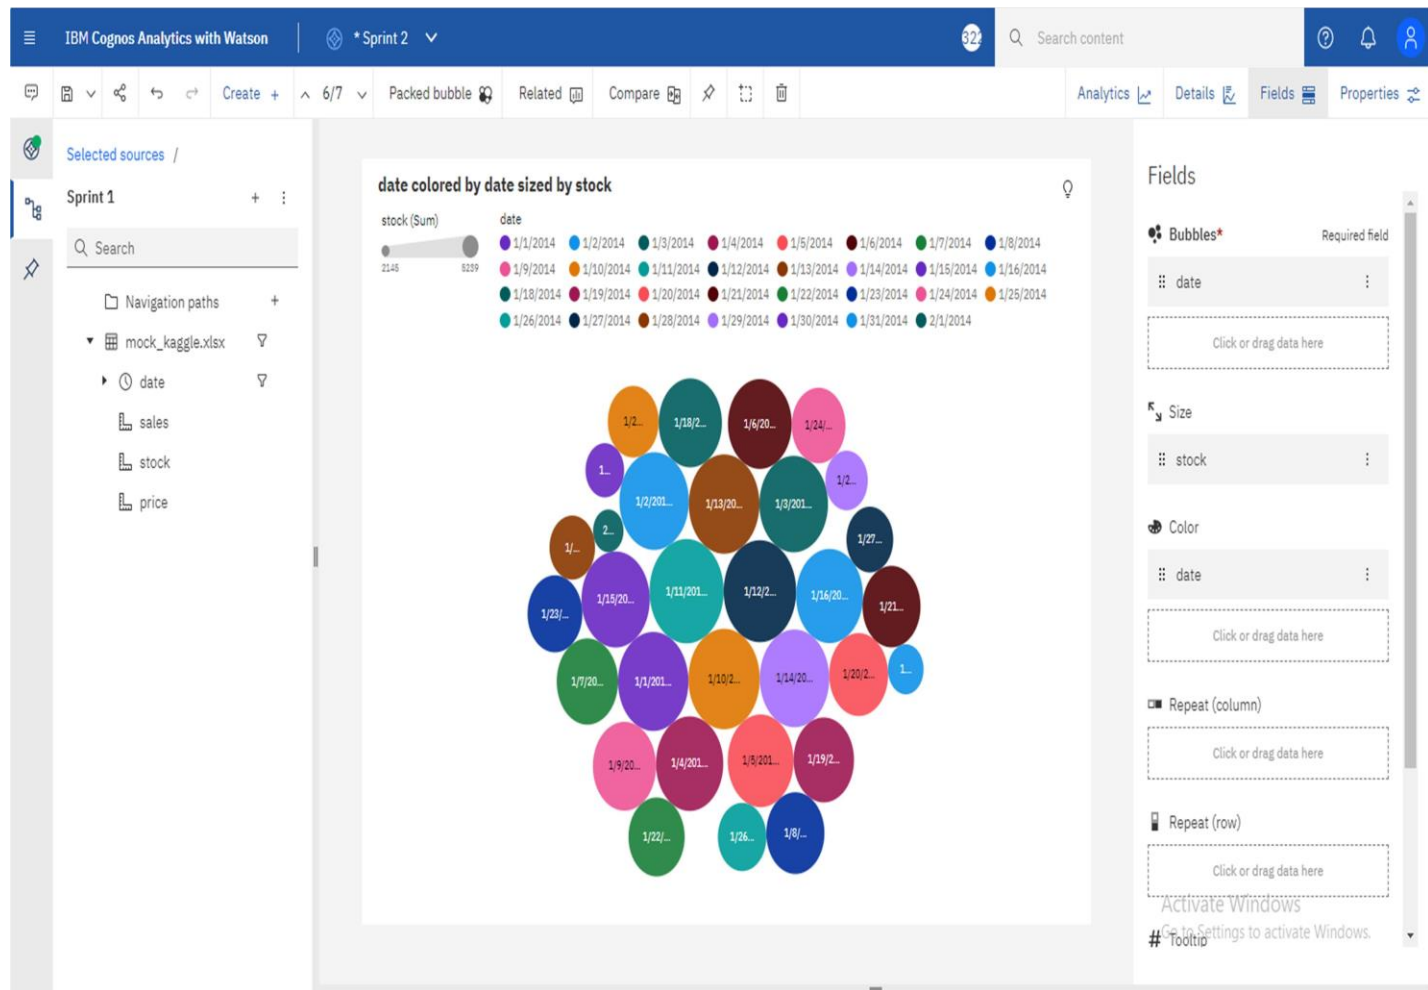 IBM Cognos Analytics with Watson
* Sprint 2
322
Search content
Create +
6/7
Packed bubble
Related
Compare
Analytics
Details
Fields
Properties
Selected sources /
Sprint 1
Search
Navigation paths
mock_kaggle.xlsx
date
sales
stock
price
date colored by date sized by stock
stock (Sum)
2145 5239
date
1/1/2014 1/2/2014 1/3/2014 1/4/2014 1/5/2014 1/6/2014 1/7/2014 1/8/2014
1/9/2014 1/10/2014 1/11/2014 1/12/2014 1/13/2014 1/14/2014 1/15/2014 1/16/2014
1/18/2014 1/19/2014 1/20/2014 1/21/2014 1/22/2014 1/23/2014 1/24/2014 1/25/2014
1/26/2014 1/27/2014 1/28/2014 1/29/2014 1/30/2014 1/31/2014 2/1/2014
1/2... 1/18/2... 1/6/20... 1/24/...
1... 1/2...
1/2/201... 1/13/20... 1/3/201...
2... 1/... 1/27...
1/15/20... 1/11/201... 1/12/2... 1/16/20...
1/23/... 1/21...
1/7/20... 1/1/201... 1/10/2... 1/14/20... 1/20/2... 1...
1/9/20... 1/4/201... 1/5/201... 1/19/2...
1/22/... 1/26... 1/8/...
Fields
Bubbles* Required field
date
Click or drag data here
Size
stock
Color
date
Click or drag data here
Repeat (column)
Click or drag data here
Repeat (row)
Click or drag data here
Activate Windows
Go to Settings to activate Windows.
# Tooltip